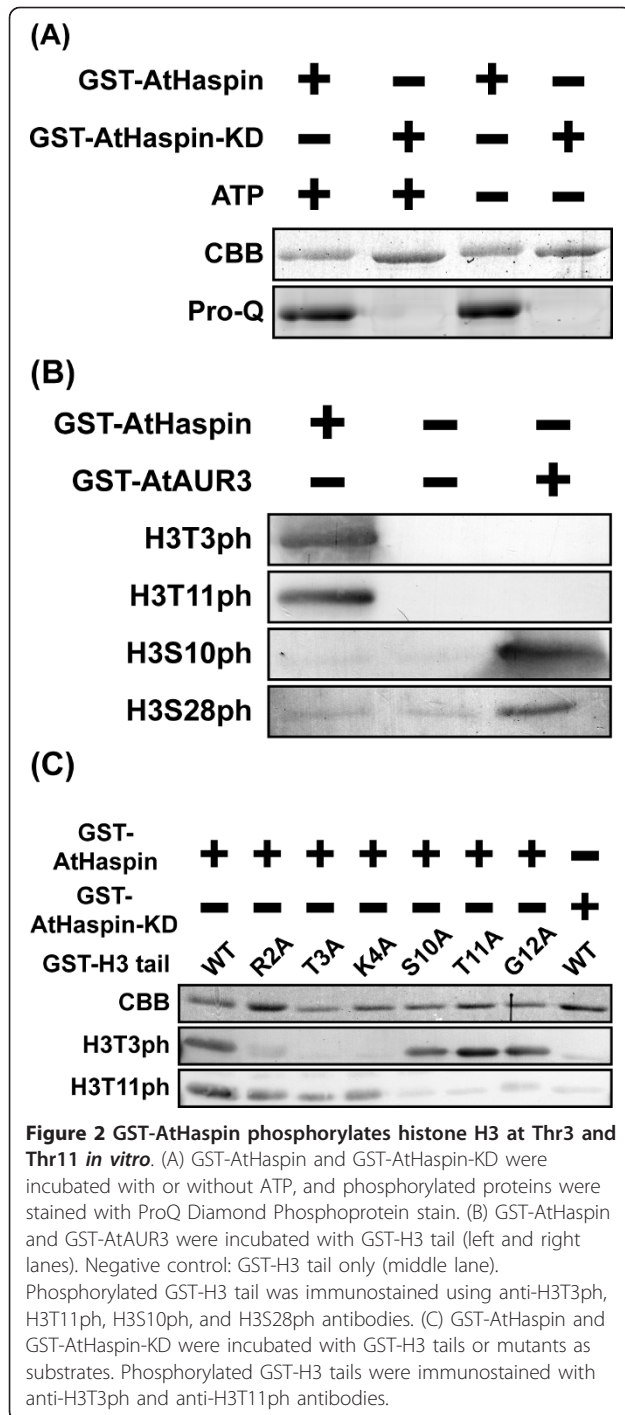 (A)
GST-AtHaspin + − + −
GST-AtHaspin-KD − + − +
ATP + + − −
CBB
Pro-Q
(B)
GST-AtHaspin + − −
GST-AtAUR3 − − +
H3T3ph
H3T11ph
H3S10ph
H3S28ph
(C)
GST-
AtHaspin + + + + + + + −
GST-
AtHaspin-KD − − − − − − − +
GST-H3 tail WT R2A T3A K4A S10A T11A G12A WT
CBB
H3T3ph
H3T11ph
Figure 2 GST-AtHaspin phosphorylates histone H3 at Thr3 and
Thr11 in vitro. (A) GST-AtHaspin and GST-AtHaspin-KD were
incubated with or without ATP, and phosphorylated proteins were
stained with ProQ Diamond Phosphoprotein stain. (B) GST-AtHaspin
and GST-AtAUR3 were incubated with GST-H3 tail (left and right
lanes). Negative control: GST-H3 tail only (middle lane).
Phosphorylated GST-H3 tail was immunostained using anti-H3T3ph,
H3T11ph, H3S10ph, and H3S28ph antibodies. (C) GST-AtHaspin and
GST-AtHaspin-KD were incubated with GST-H3 tails or mutants as
substrates. Phosphorylated GST-H3 tails were immunostained with
anti-H3T3ph and anti-H3T11ph antibodies.